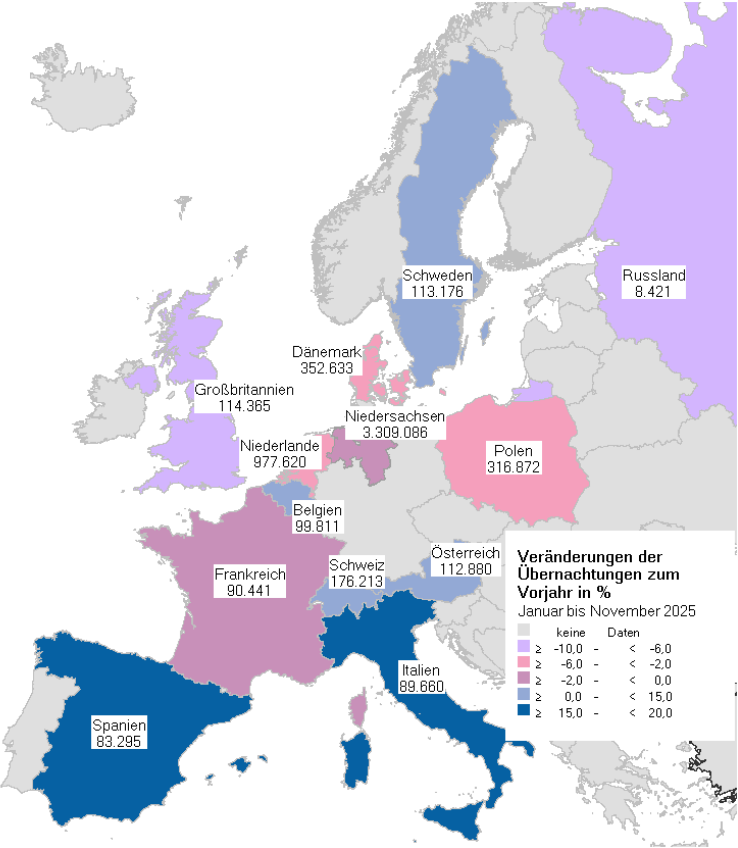 Schweden
113.176
Russland
8.421
Dänemark
352.633
Großbritannien
114.365
Niedersachsen
3.309.086
Niederlande
977.620
Polen
316.872
Belgien
99.811
Österreich
112.880
Schweiz
176.213
Frankreich
90.441
Italien
89.660
Spanien
83.295
Veränderungen der
Übernachtungen zum
Vorjahr in %
Januar bis November 2025
keine Daten
≥ -10,0 - < -6,0
≥ -6,0 - < -2,0
≥ -2,0 - < 0,0
≥ 0,0 - < 15,0
≥ 15,0 - < 20,0